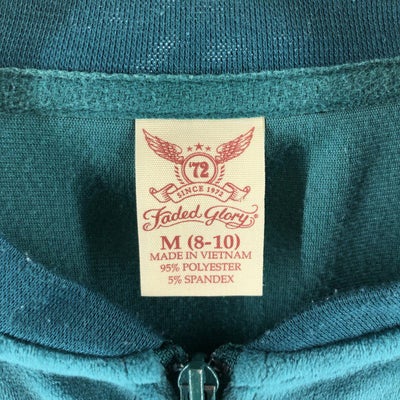 '72
SINCE 1972
Faded Glory®
M (8-10)
MADE IN VIETNAM
95% POLYESTER
5% SPANDEX